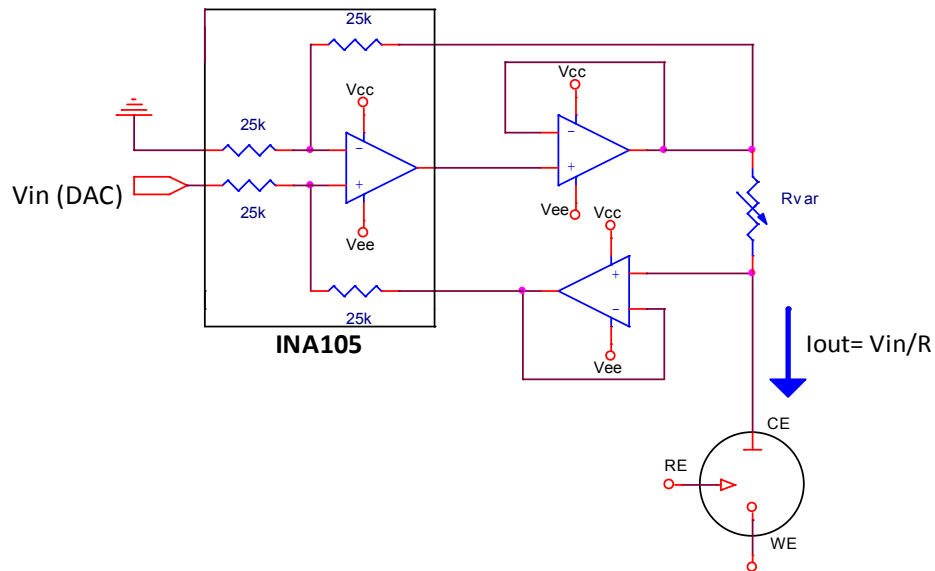 25k
Vcc
Vcc
25k
Vin (DAC)
25k
Vee
Vee
Vcc
Rvar
25k
INA105
Vee
Iout= Vin/R
CE
RE
WE